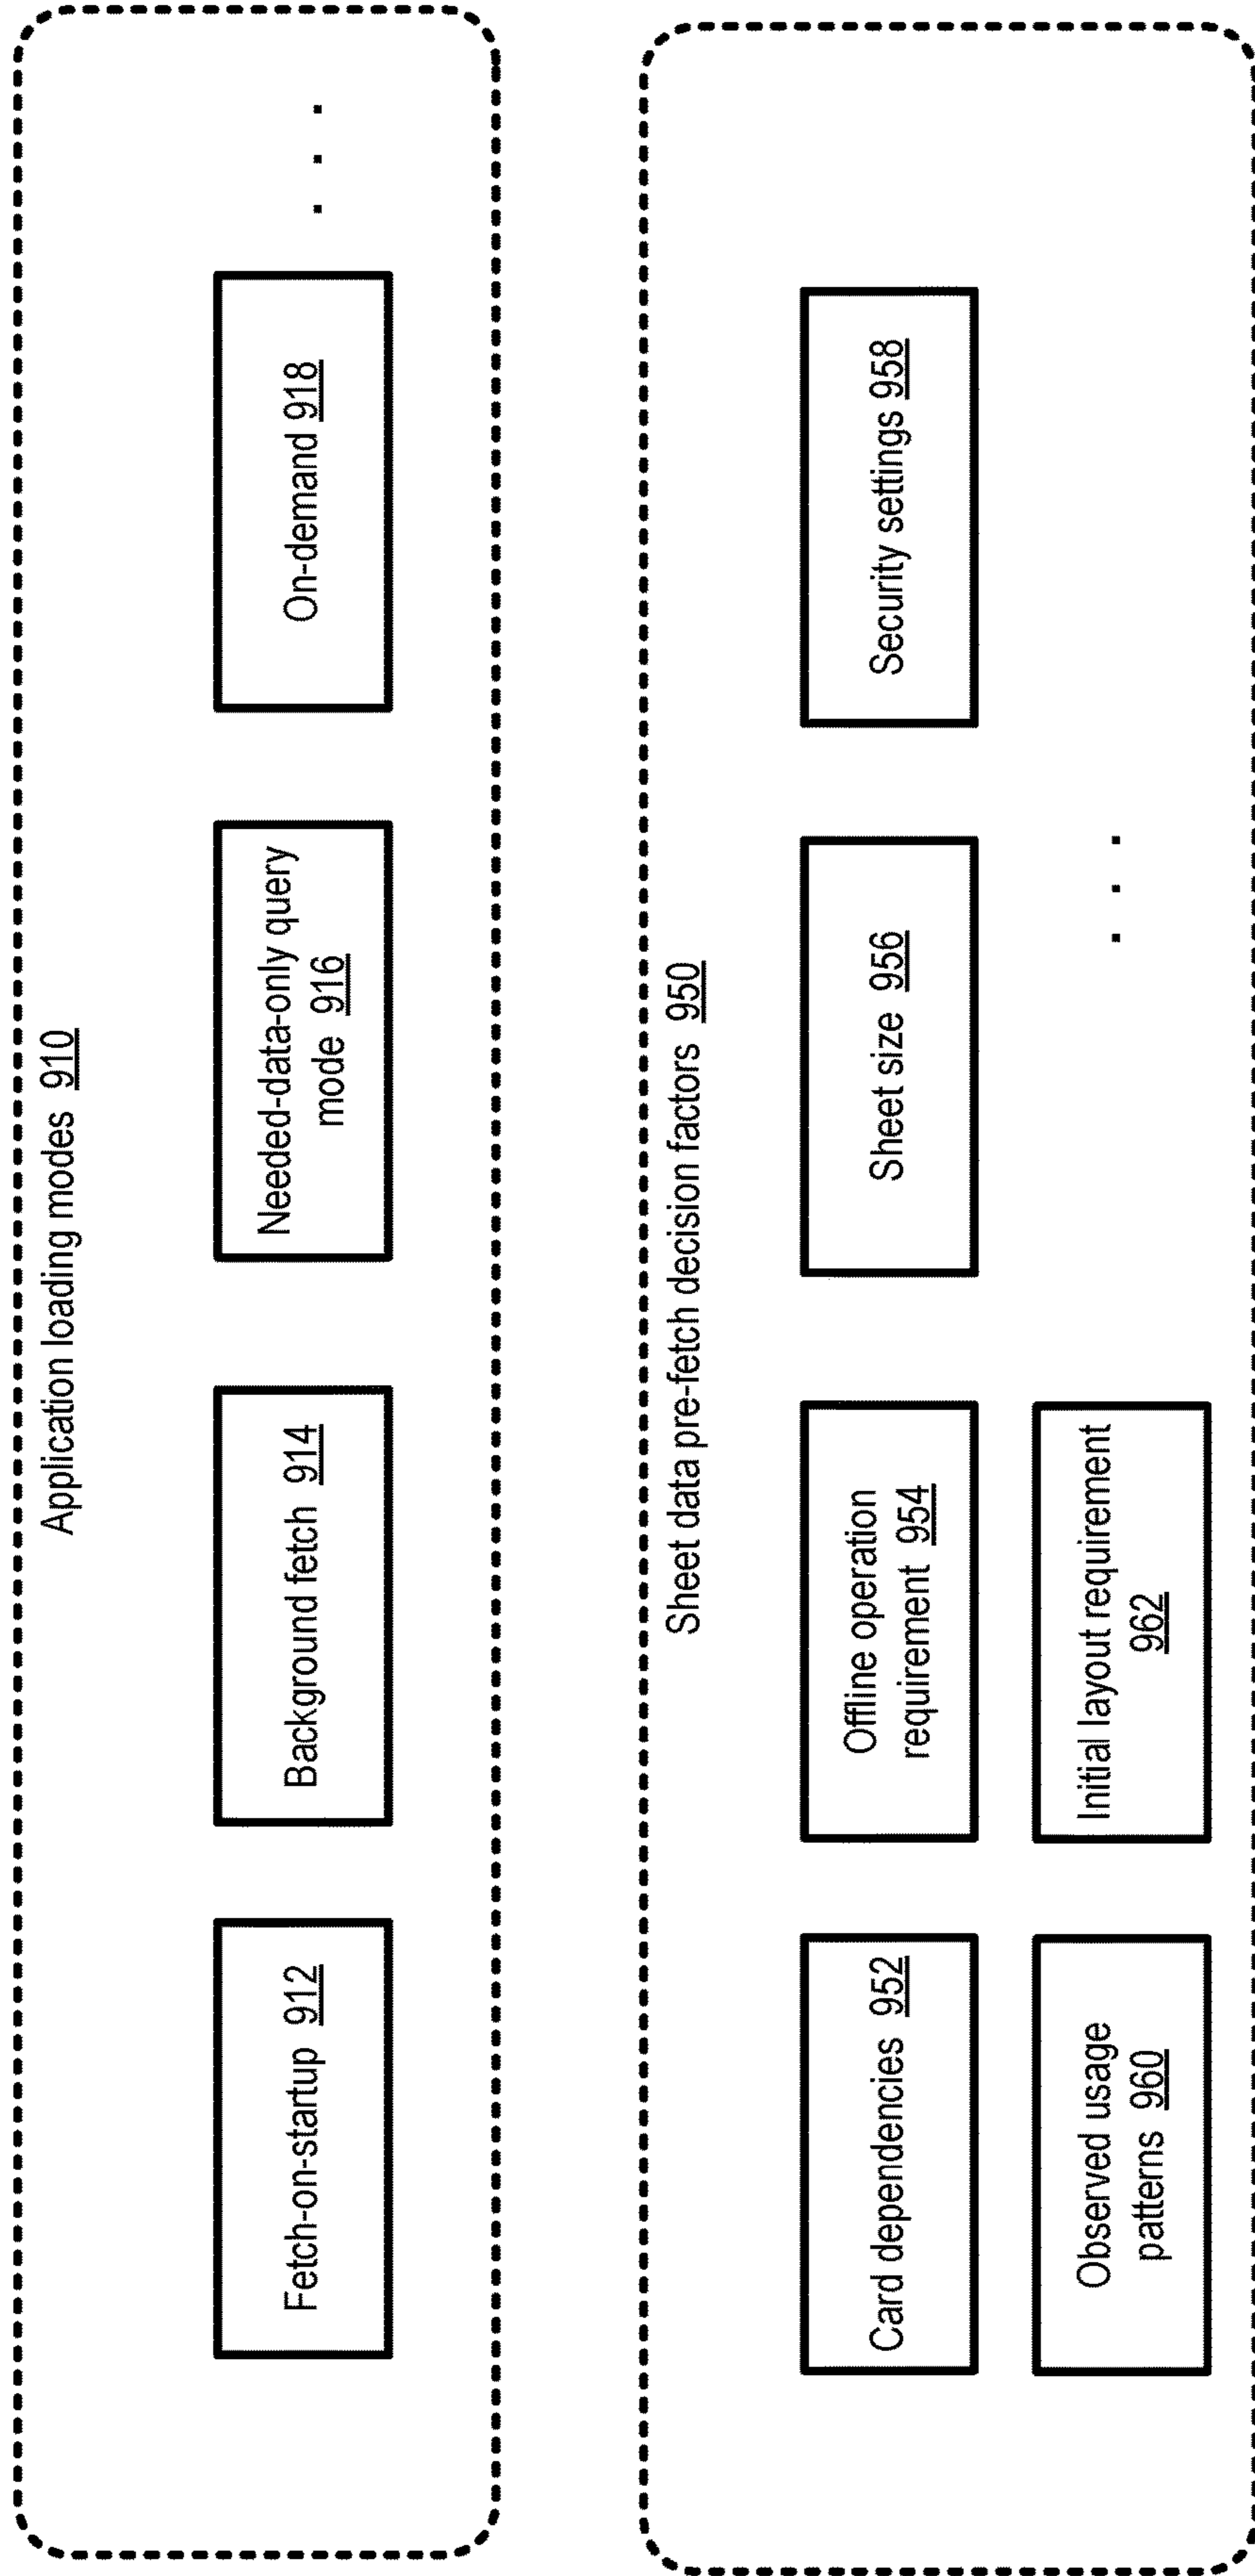 Application loading modes 910
Fetch-on-startup 912
Background fetch 914
Needed-data-only query
mode 916
On-demand 918
. . .
Sheet data pre-fetch decision factors 950
Card dependencies 952
Offline operation
requirement 954
Sheet size 956
Security settings 958
Observed usage
patterns 960
Initial layout requirement
962
. . .